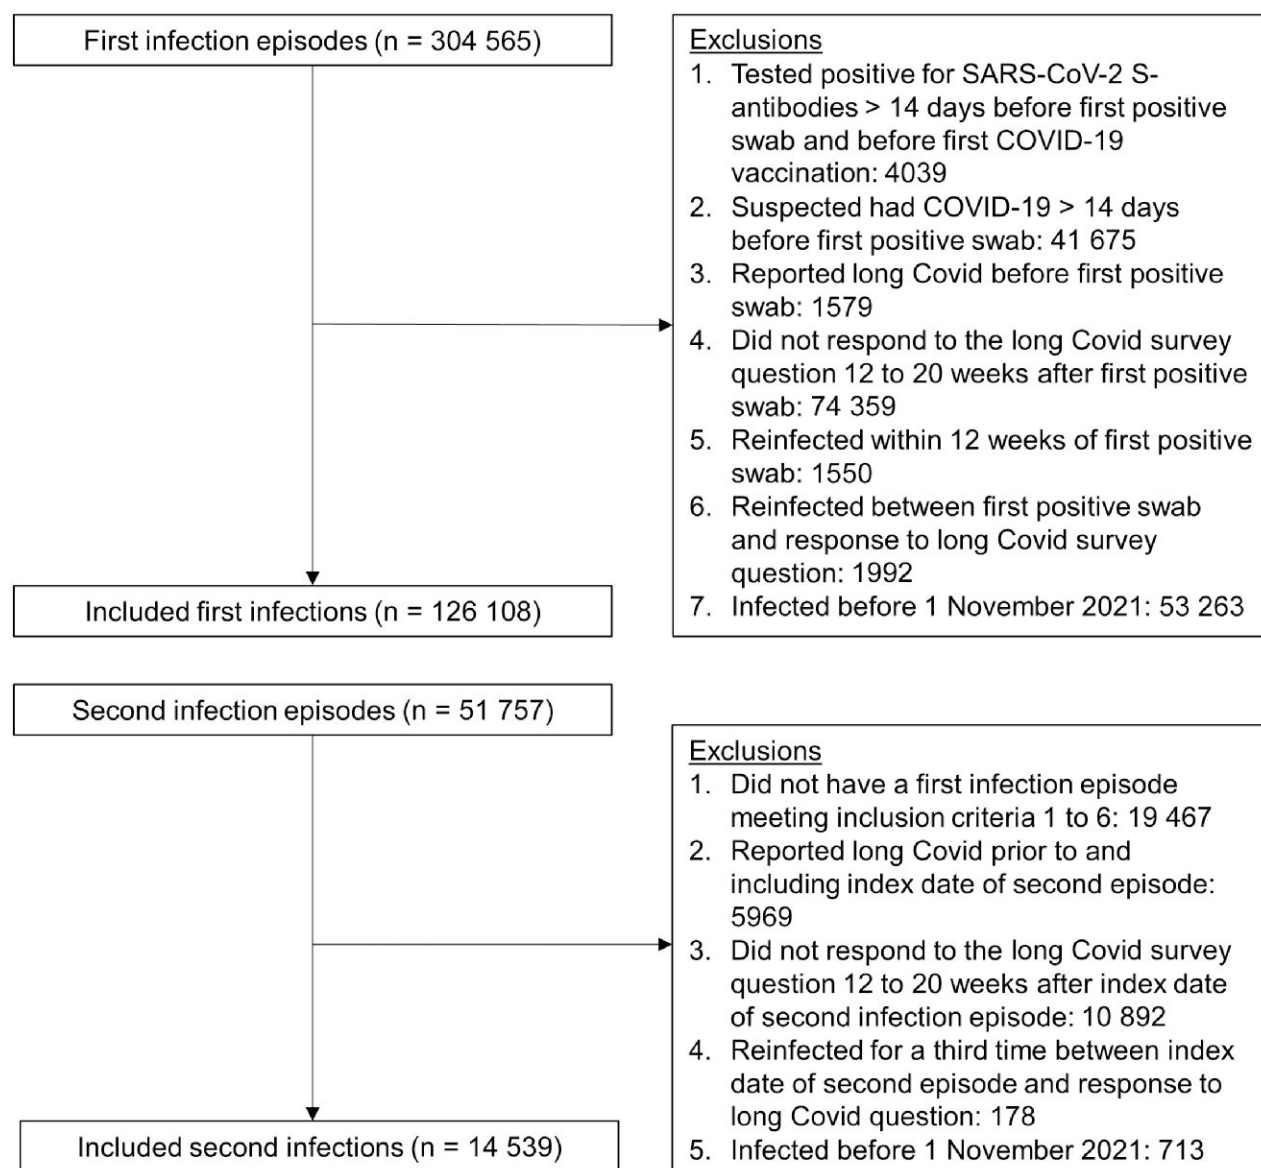 First infection episodes (n = 304 565)
Exclusions
1. Tested positive for SARS-CoV-2 S-
antibodies > 14 days before first positive
swab and before first COVID-19
vaccination: 4039
2. Suspected had COVID-19 > 14 days
before first positive swab: 41 675
3. Reported long Covid before first positive
swab: 1579
4. Did not respond to the long Covid survey
question 12 to 20 weeks after first positive
swab: 74 359
5. Reinfected within 12 weeks of first positive
swab: 1550
6. Reinfected between first positive swab
and response to long Covid survey
question: 1992
7. Infected before 1 November 2021: 53 263
Included first infections (n = 126 108)
Second infection episodes (n = 51 757)
Exclusions
1. Did not have a first infection episode
meeting inclusion criteria 1 to 6: 19 467
2. Reported long Covid prior to and
including index date of second episode:
5969
3. Did not respond to the long Covid survey
question 12 to 20 weeks after index date
of second infection episode: 10 892
4. Reinfected for a third time between index
date of second episode and response to
long Covid question: 178
5. Infected before 1 November 2021: 713
Included second infections (n = 14 539)